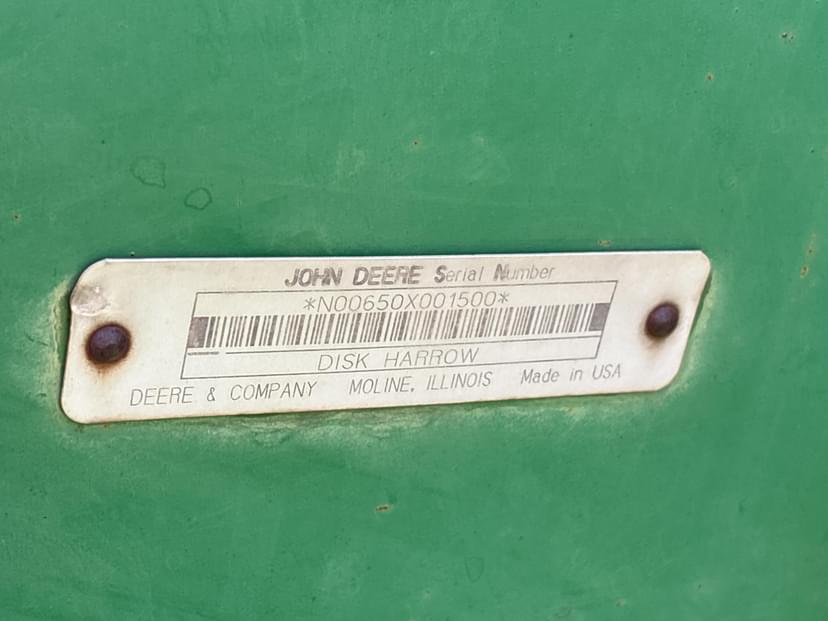 JOHN DEERE Serial Number
*N00650X001500*
DISK HARROW
DEERE & COMPANY MOLINE, ILLINOIS Made in USA